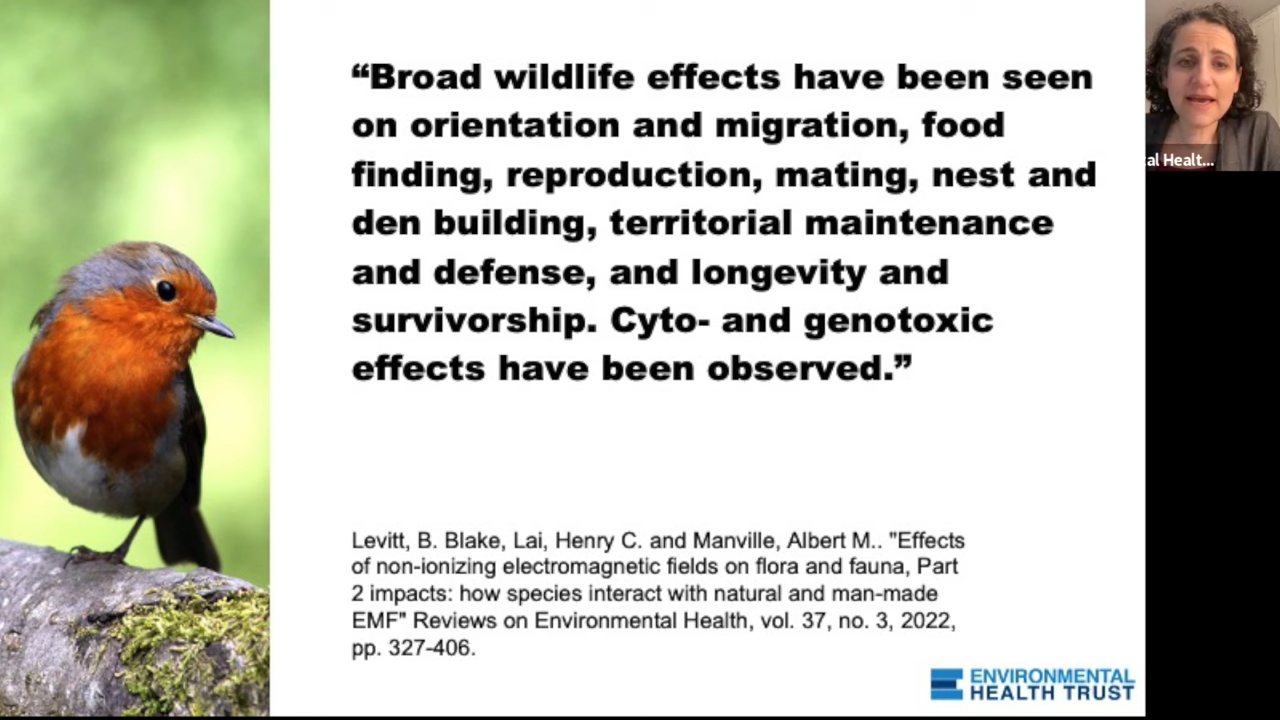 “Broad wildlife effects have been seen
on orientation and migration, food
finding, reproduction, mating, nest and
den building, territorial maintenance
and defense, and longevity and
survivorship. Cyto- and genotoxic
effects have been observed.”
Levitt, B. Blake, Lai, Henry C. and Manville, Albert M.. "Effects
of non-ionizing electromagnetic fields on flora and fauna, Part
2 impacts: how species interact with natural and man-made
EMF" Reviews on Environmental Health, vol. 37, no. 3, 2022,
pp. 327-406.
ENVIRONMENTAL
HEALTH TRUST
cal Healt...